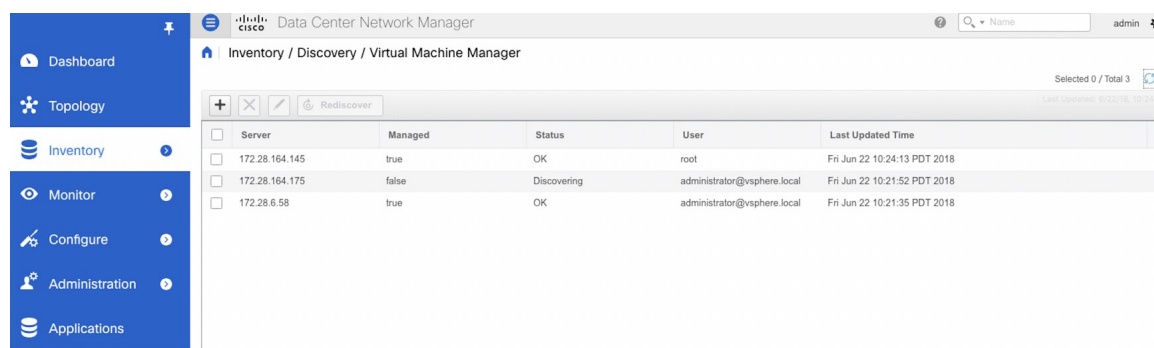 cisco Data Center Network Manager
Name
admin
Inventory / Discovery / Virtual Machine Manager
Dashboard
Topology
Inventory
Monitor
Configure
Administration
Applications
Selected 0 / Total 3
Rediscover
Server Managed Status User Last Updated Time
172.28.164.145 true OK root Fri Jun 22 10:24:13 PDT 2018
172.28.164.175 false Discovering administrator@vsphere.local Fri Jun 22 10:21:52 PDT 2018
172.28.6.58 true OK administrator@vsphere.local Fri Jun 22 10:21:35 PDT 2018